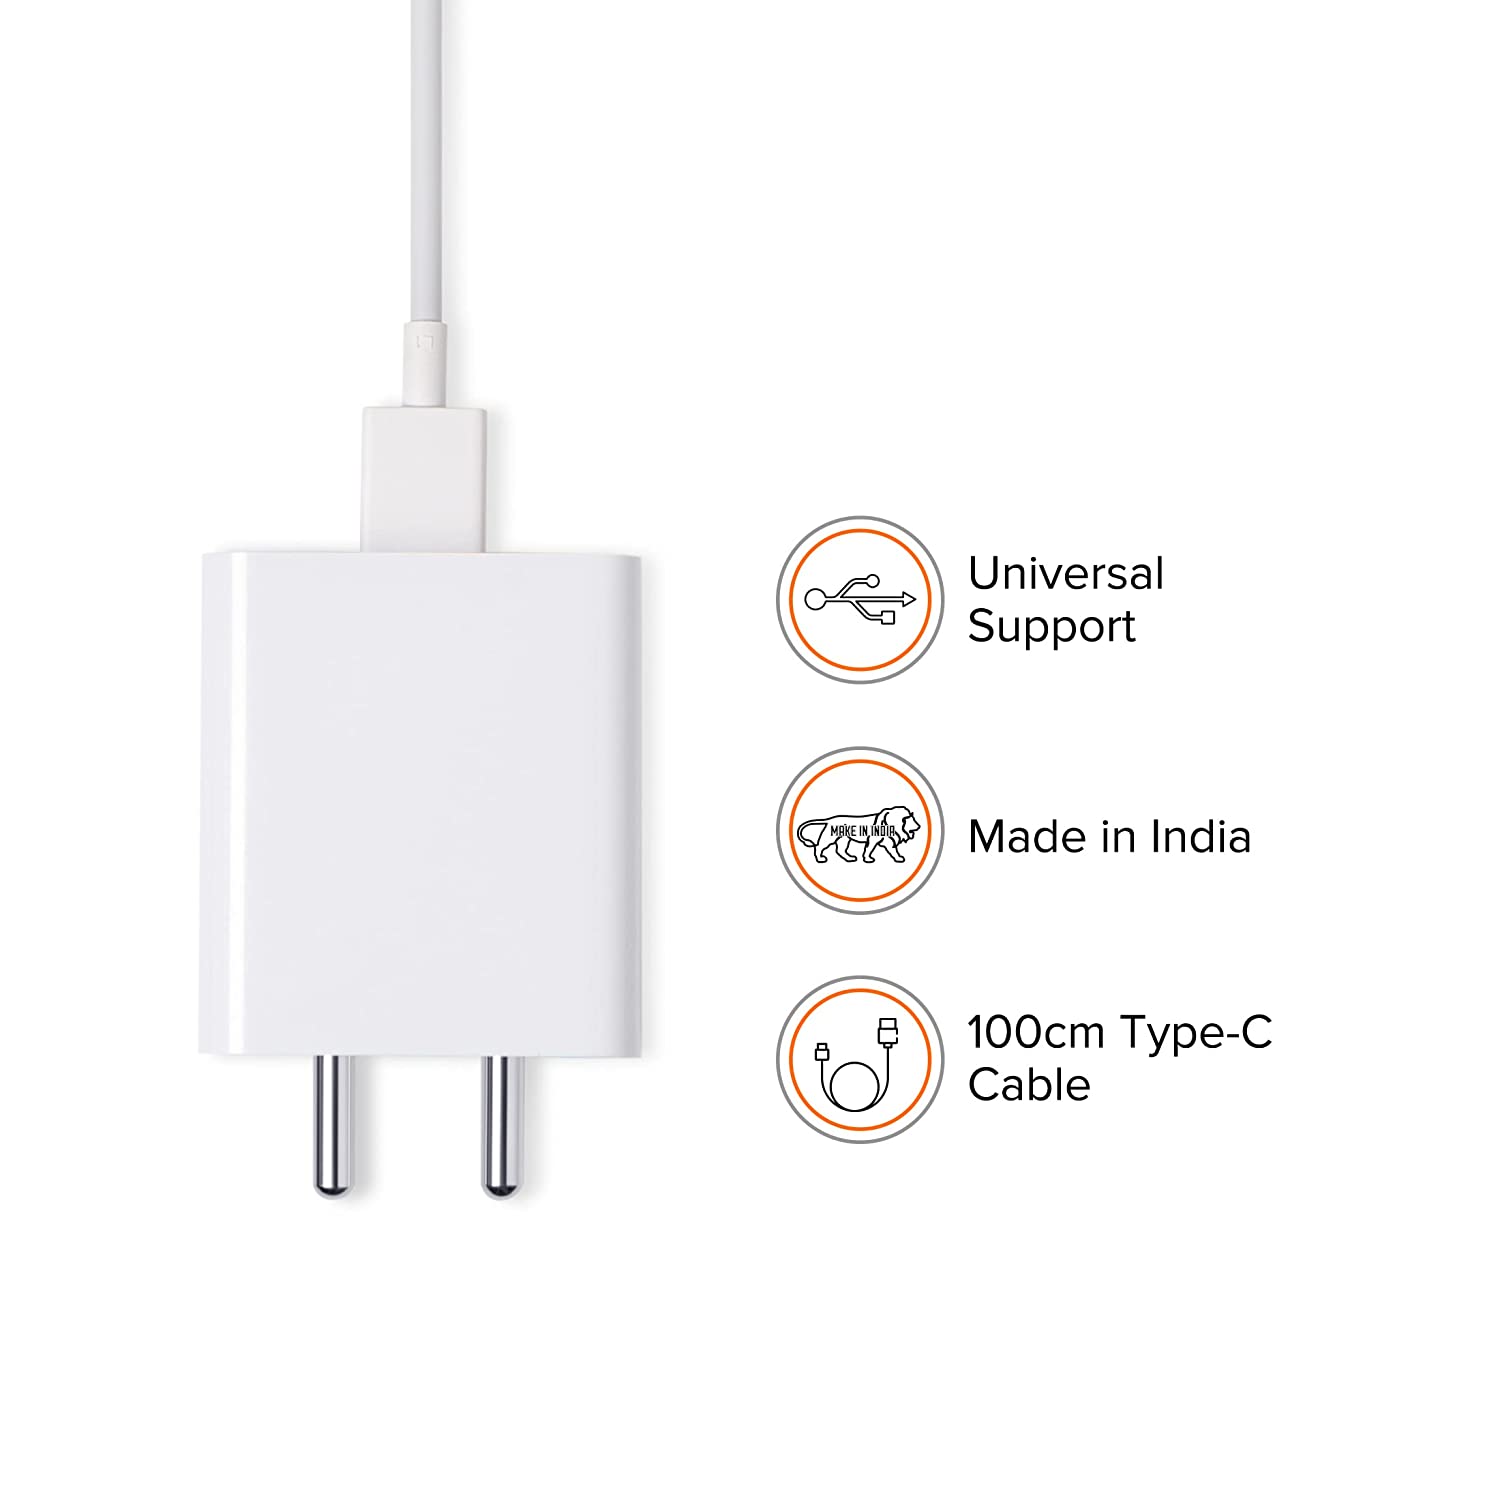 Universal
Support
MAKE IN INDIA
Made in India
100cm Type-C
Cable